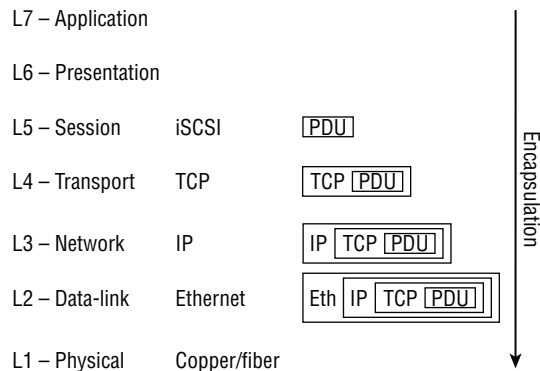 L7 – Application
L6 – Presentation
L5 – Session iSCSI PDU
L4 – Transport TCP TCP PDU
L3 – Network IP IP TCP PDU
L2 – Data-link Ethernet Eth IP TCP PDU
L1 – Physical Copper/fiber
Encapsulation